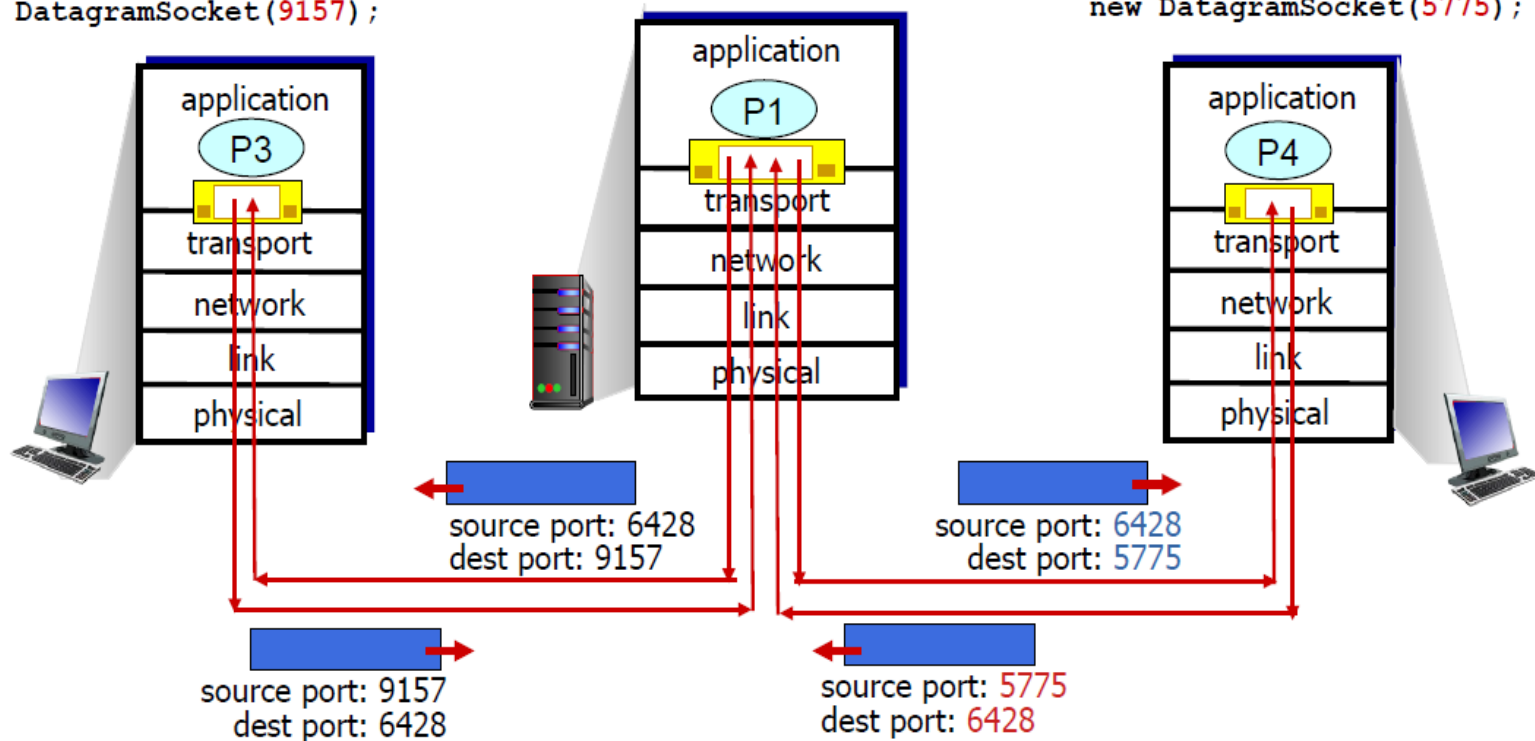 DatagramSocket(9157);
new DatagramSocket(5775);
application
P3
transport
network
link
physical
application
P1
transport
network
link
physical
application
P4
transport
network
link
physical
source port: 6428
dest port: 9157
source port: 6428
dest port: 5775
source port: 9157
dest port: 6428
source port: 5775
dest port: 6428